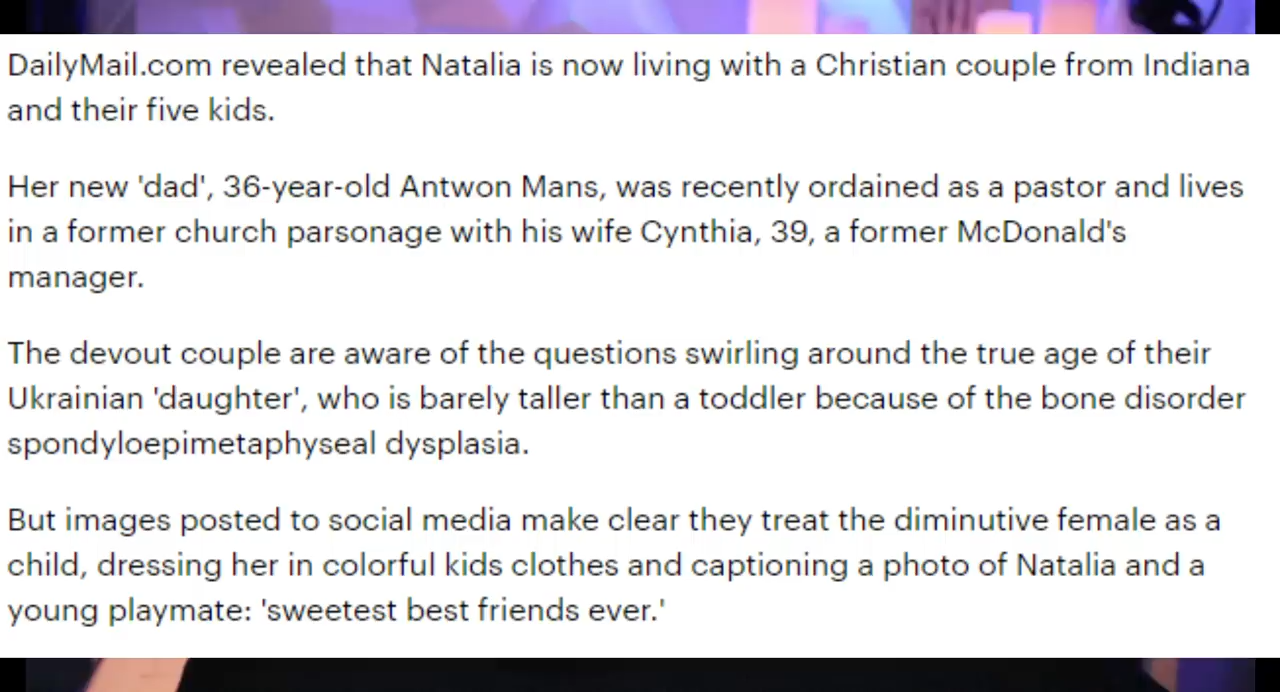 DailyMail.com revealed that Natalia is now living with a Christian couple from Indiana
and their five kids.
Her new 'dad', 36-year-old Antwon Mans, was recently ordained as a pastor and lives
in a former church parsonage with his wife Cynthia, 39, a former McDonald's
manager.
The devout couple are aware of the questions swirling around the true age of their
Ukrainian 'daughter', who is barely taller than a toddler because of the bone disorder
spondyloepimetaphyseal dysplasia.
But images posted to social media make clear they treat the diminutive female as a
child, dressing her in colorful kids clothes and captioning a photo of Natalia and a
young playmate: 'sweetest best friends ever.'